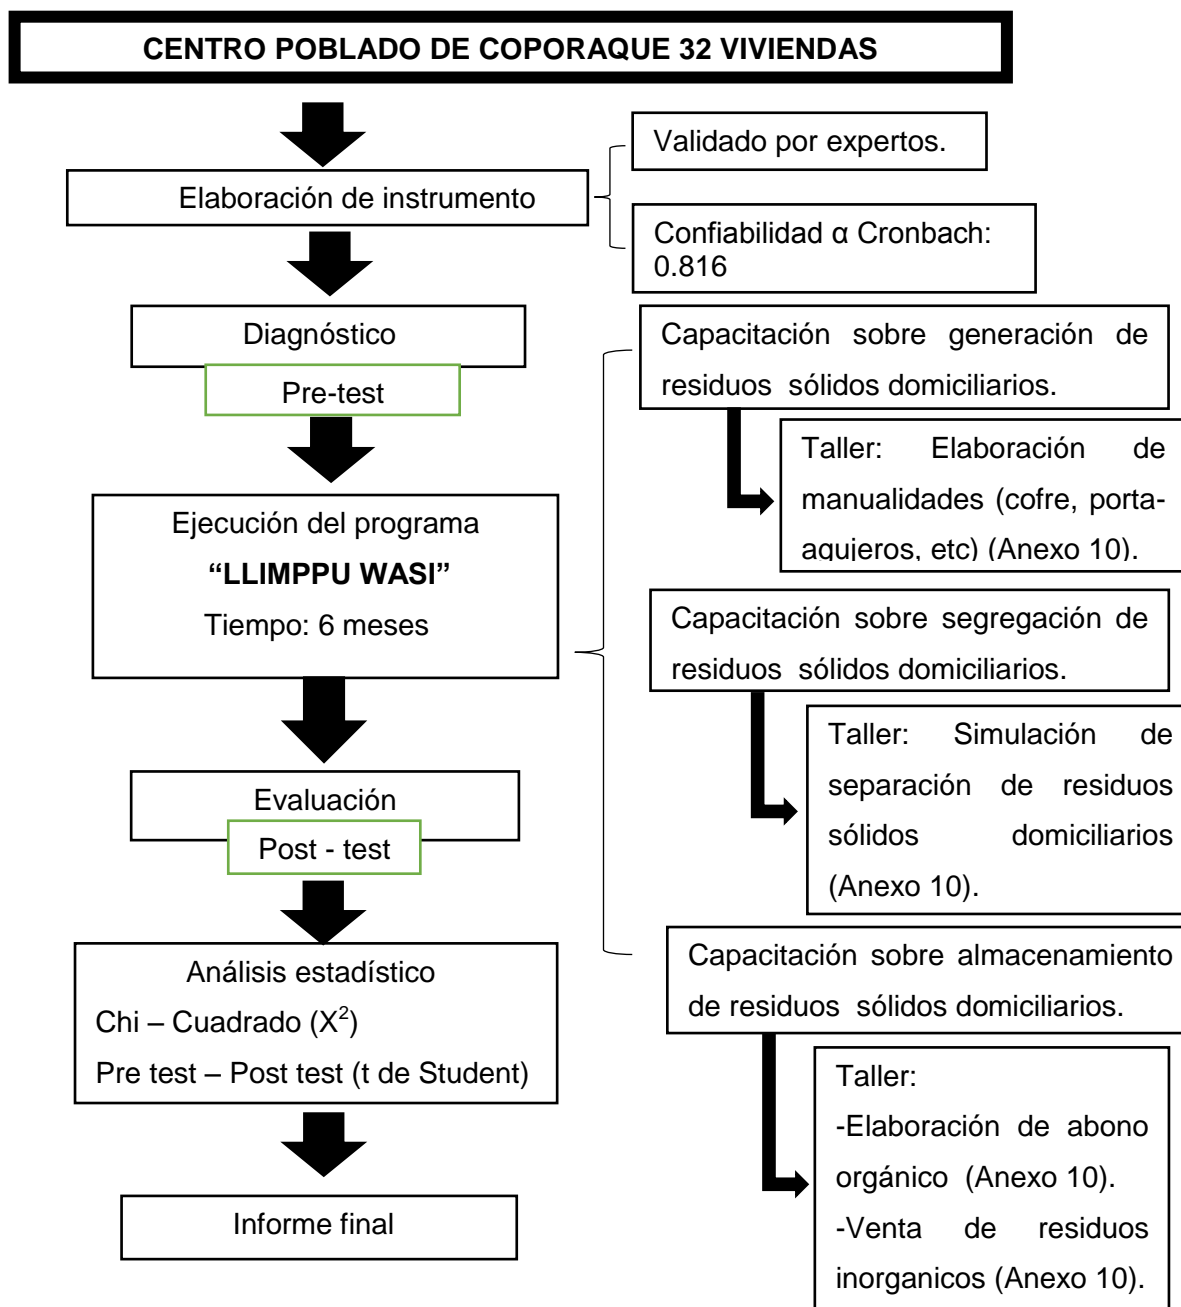 CENTRO POBLADO DE COPORAQUE 32 VIVIENDAS
Elaboración de instrumento
Validado por expertos.
Confiabilidad α Cronbach:
0.816
Diagnóstico
Pre-test
Ejecución del programa
“LLIMPPU WASI”
Tiempo: 6 meses
Capacitación sobre generación de
residuos sólidos domiciliarios.
Taller: Elaboración de
manualidades (cofre, porta-
agujeros, etc) (Anexo 10).
Capacitación sobre segregación de
residuos sólidos domiciliarios.
Taller: Simulación de
separación de residuos
sólidos domiciliarios
(Anexo 10).
Capacitación sobre almacenamiento
de residuos sólidos domiciliarios.
Taller:
-Elaboración de abono
orgánico (Anexo 10).
-Venta de residuos
inorganicos (Anexo 10).
Evaluación
Post - test
Análisis estadístico
Chi – Cuadrado (X²)
Pre test – Post test (t de Student)
Informe final